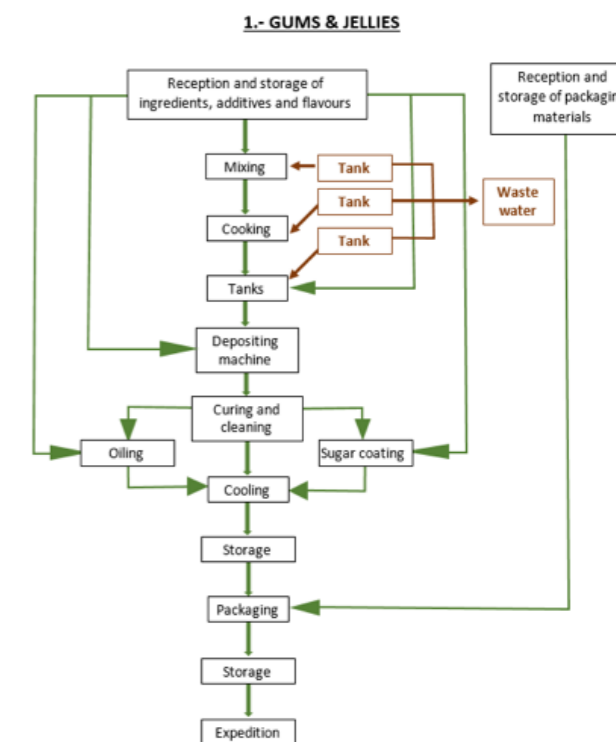 1.- GUMS & JELLIES
Reception and storage of
ingredients, additives and flavours
Reception and
storage of packagin
materials
Mixing
Tank
Tank
Waste
water
Cooking
Tank
Tanks
Depositing
machine
Curing and
cleaning
Oiling
Sugar coating
Cooling
Storage
Packaging
Storage
Expedition